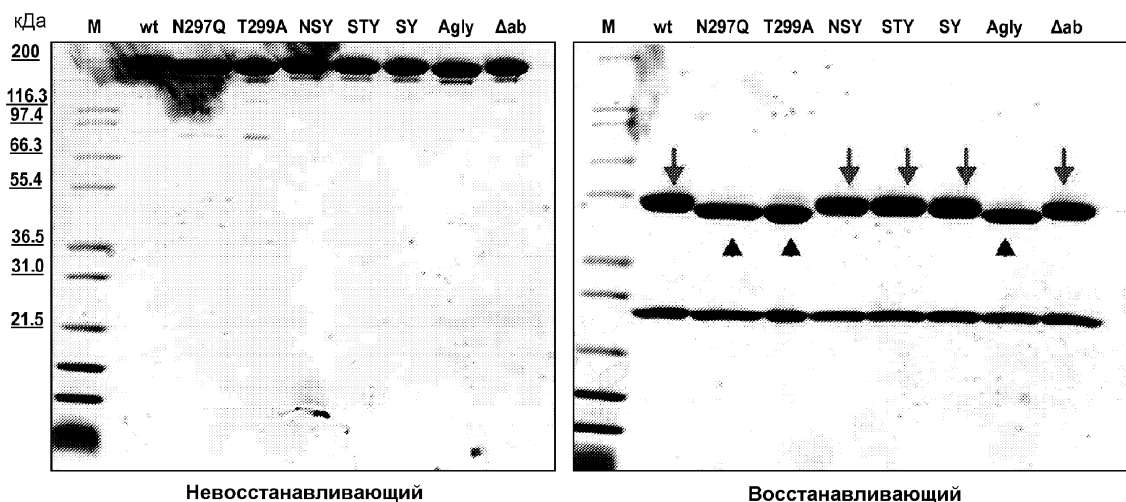 кДа
M wt N297Q T299A NSY STY SY Agly Δab
200
116.3
97.4
66.3
55.4
36.5
31.0
21.5
Невосстанавливающий
M wt N297Q T299A NSY STY SY Agly Δab
Восстанавливающий